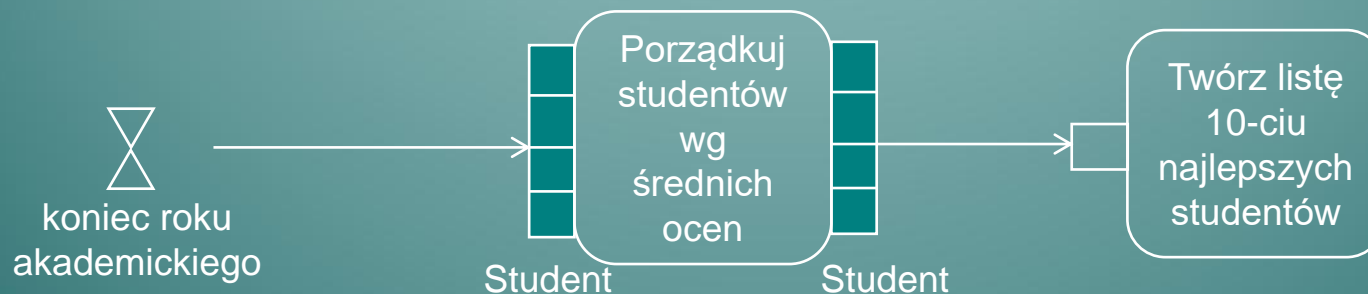 koniec roku
akademickiego
Porządkuj
studentów
wg
średnich
ocen
Student
Student
Twórz listę
10-ciu
najlepszych
studentów